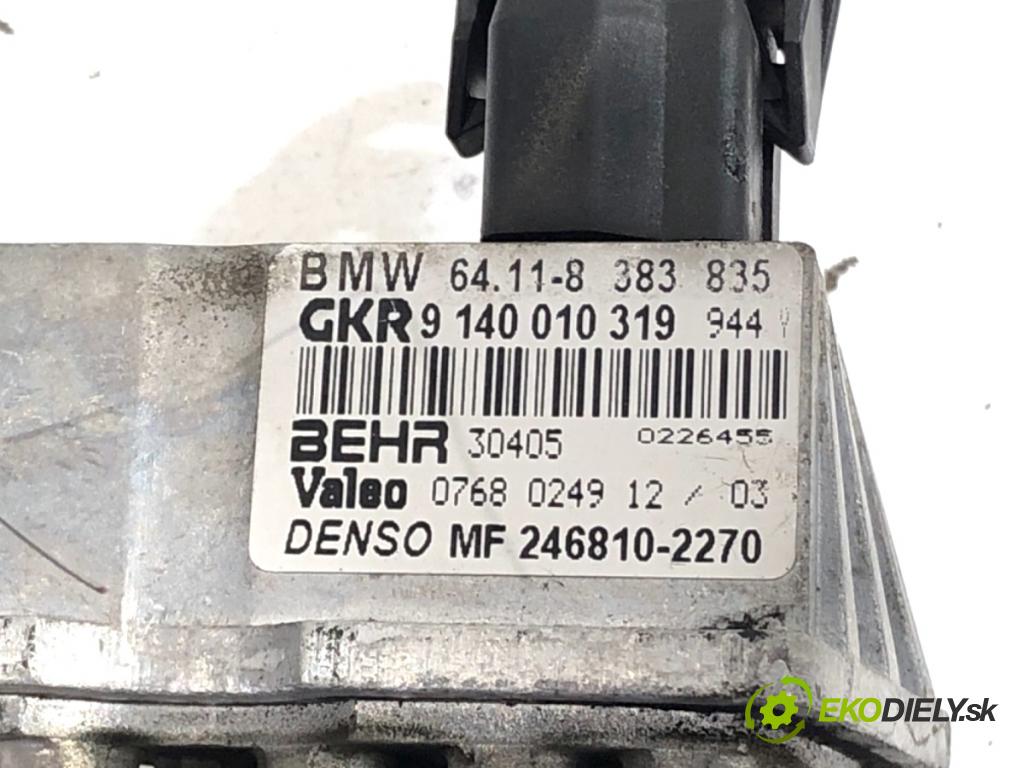 BMW 64.11-8 383 835
GKR 9 140 010 319 944
BEHR 30405 0226455
Valeo 0768 0249 12 / 03
DENSO MF 246810-2270
EKODIELY.sk